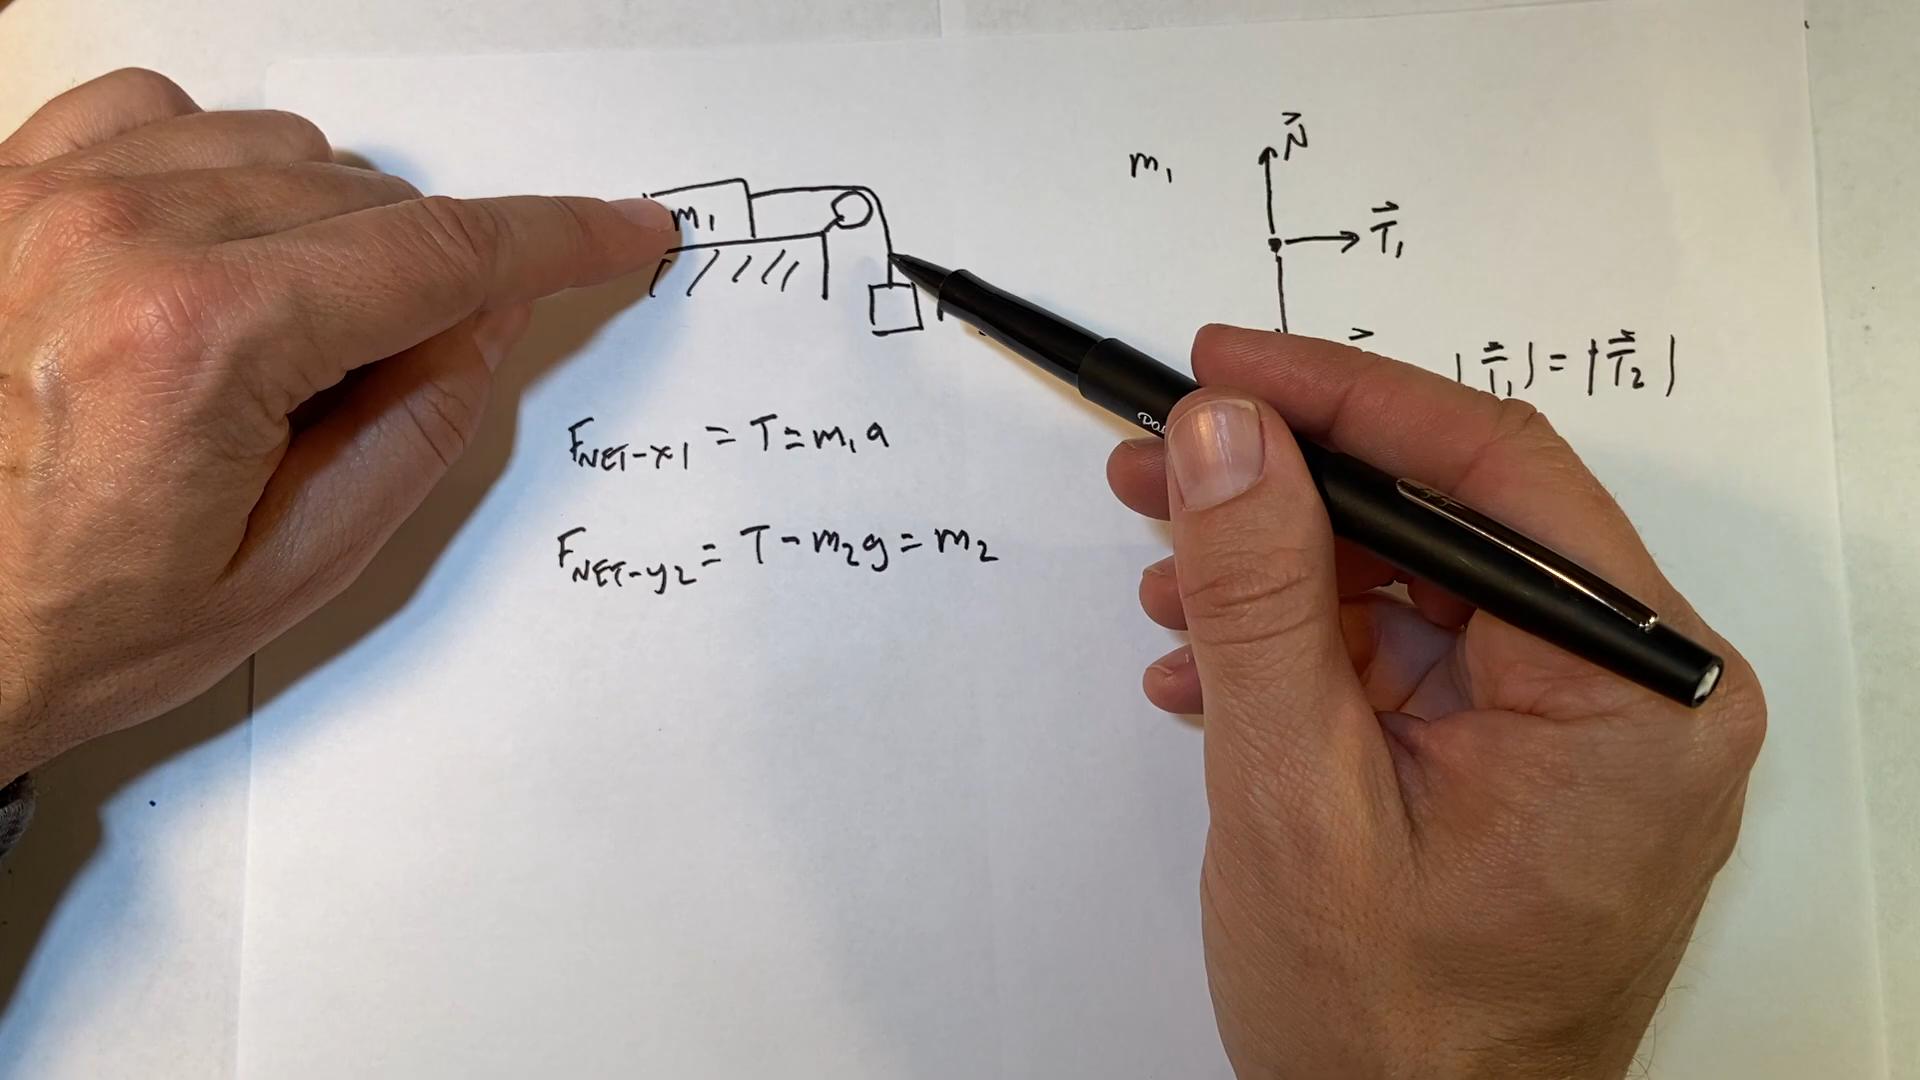 m₁
m₁
N⃗
T⃗₁
|T⃗₁| = |T⃗₂|
F_NET-x1 = T = m₁a
F_NET-y2 = T - m₂g = m₂